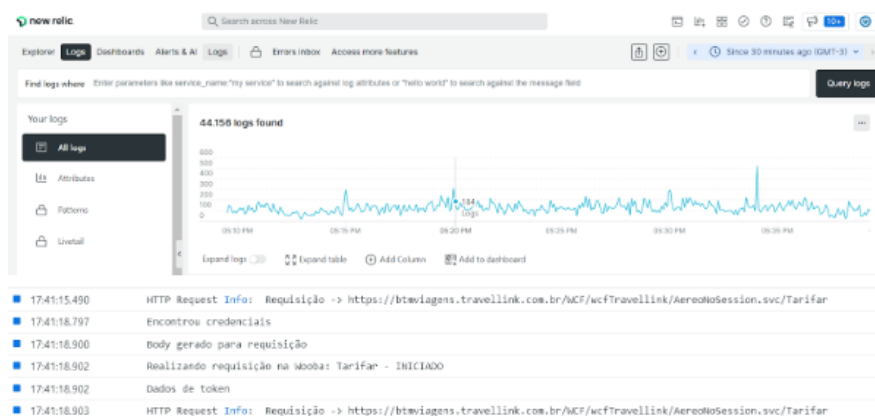 new relic
Search across New Relic
10+
Explorer Logs Dashboards Alerts & AI Logs Errors Inbox Access more features
Since 30 minutes ago (GMT-3)
Find logs where Enter parameters like service_name:"my service" to search against log attributes or "hello world" to search against the message field
Query logs
Your logs
All logs
Attributes
Patterns
Livetail
44.156 logs found
600
500
400
300
200
100
0
184
Logs
05:10 PM 05:15 PM 05:20 PM 05:25 PM 05:30 PM 05:35 PM
Expand logs Expand table Add Column Add to dashboard
17:41:15.490 HTTP Request Info: Requisição -> https://btmviagens.travellink.com.br/WCF/wcfTravellink/AereoNoSession.svc/Tarifar
17:41:18.797 Encontrou credenciais
17:41:18.900 Body gerado para requisição
17:41:18.902 Realizando requisição na Wooba: Tarifar - INICIADO
17:41:18.902 Dados de token
17:41:18.903 HTTP Request Info: Requisição -> https://btmviagens.travellink.com.br/WCF/wcfTravellink/AereoNoSession.svc/Tarifar